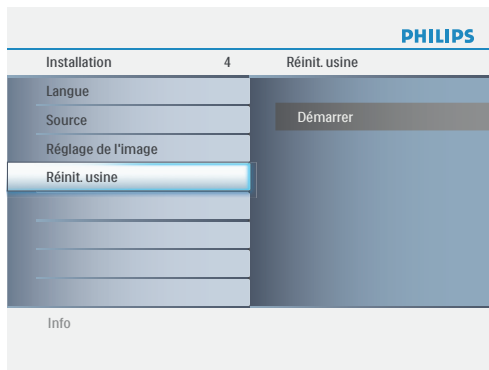 PHILIPS
Installation 4 Réinit. usine
Langue
Source
Démarrer
Réglage de l'image
Réinit. usine
Info